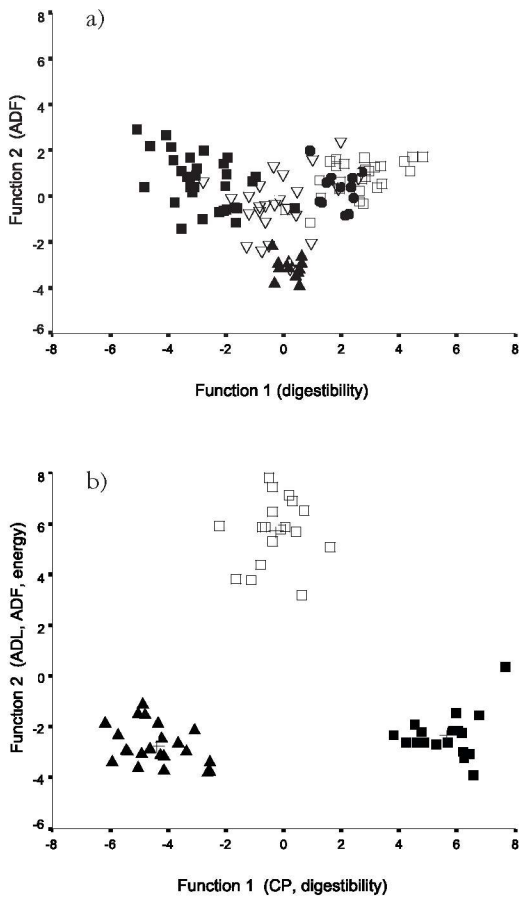 a)
8
6
4
2
0
-2
-4
-6
Function 2 (ADF)
-8 -6 -4 -2 0 2 4 6 8
Function 1 (digestibility)
b)
8
6
4
2
0
-2
-4
-6
Function 2 (ADL, ADF, energy)
-8 -6 -4 -2 0 2 4 6 8
Function 1 (CP, digestibility)